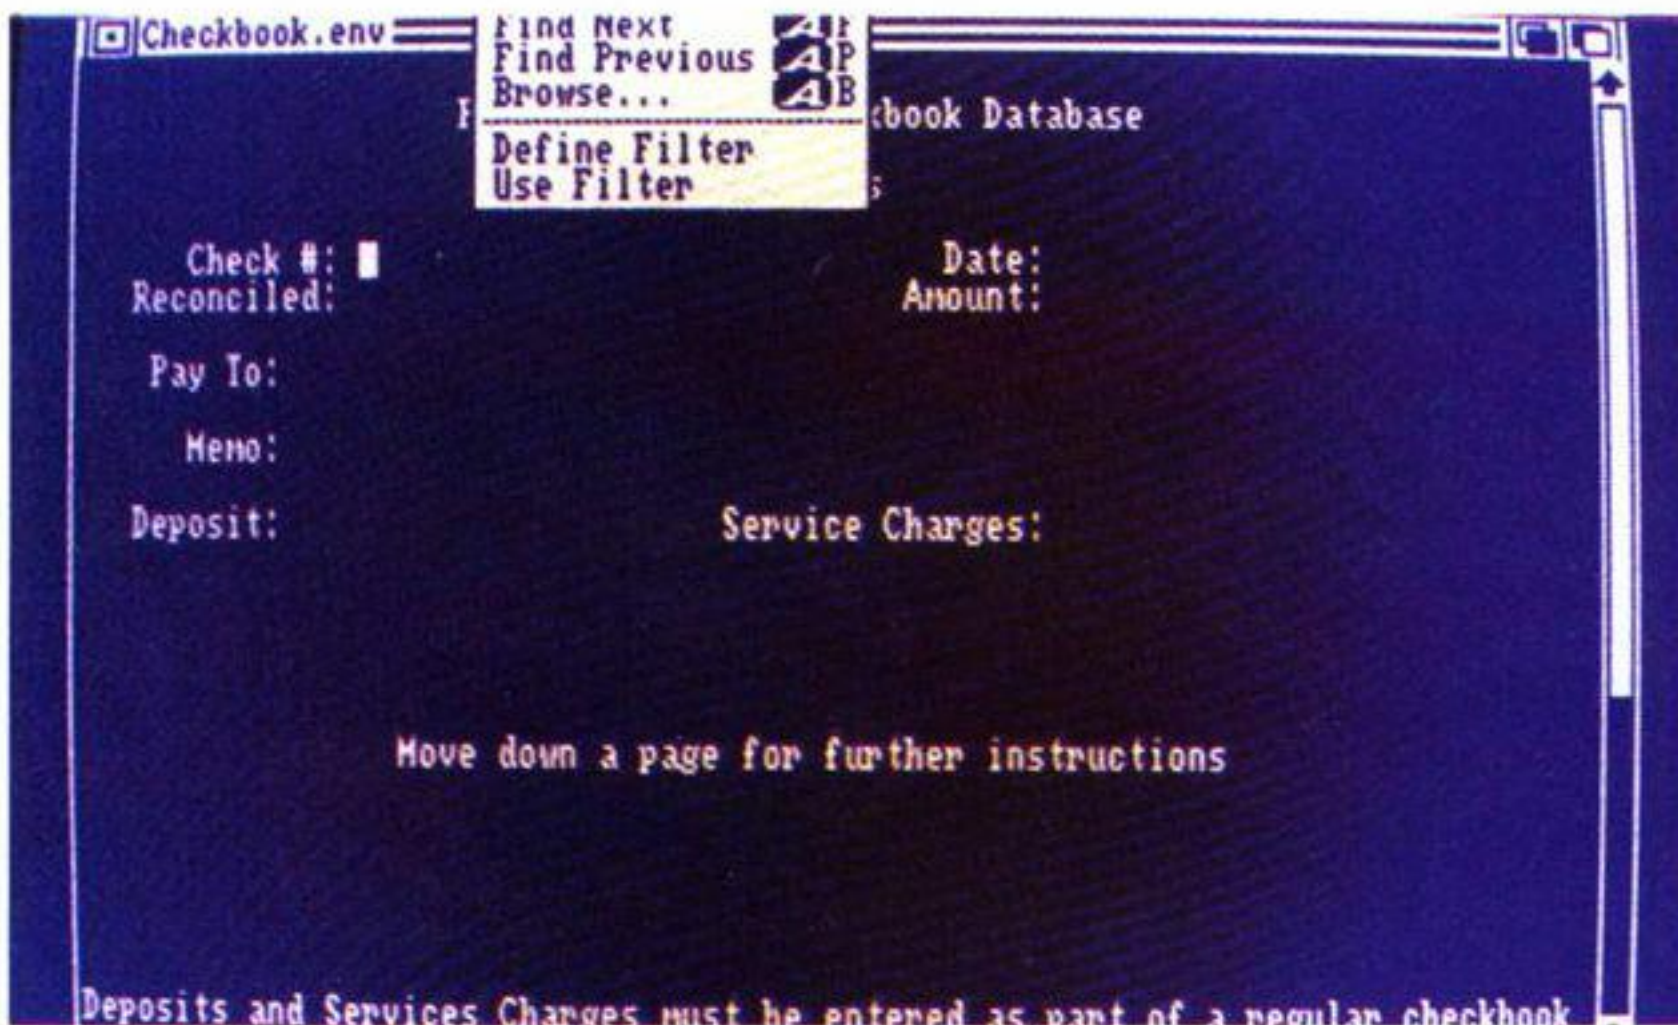 Checkbook.env
Find Next F
Find Previous P
Browse... B
Define Filter
Use Filter
kbook Database
s
Check #: Date:
Reconciled: Amount:
Pay To:
Memo:
Deposit: Service Charges:
Move down a page for further instructions
Deposits and Services Charges must be entered as part of a regular checkbook